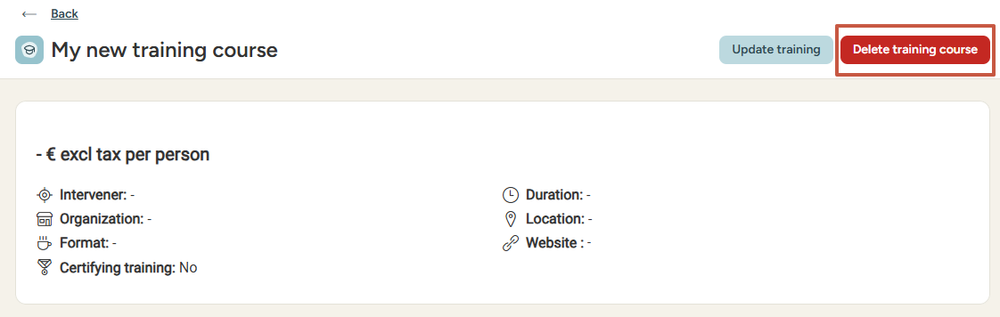 Back
My new training course
Update training
Delete training course
- € excl tax per person
Intervener: -
Duration: -
Organization: -
Location: -
Format: -
Website : -
Certifying training: No